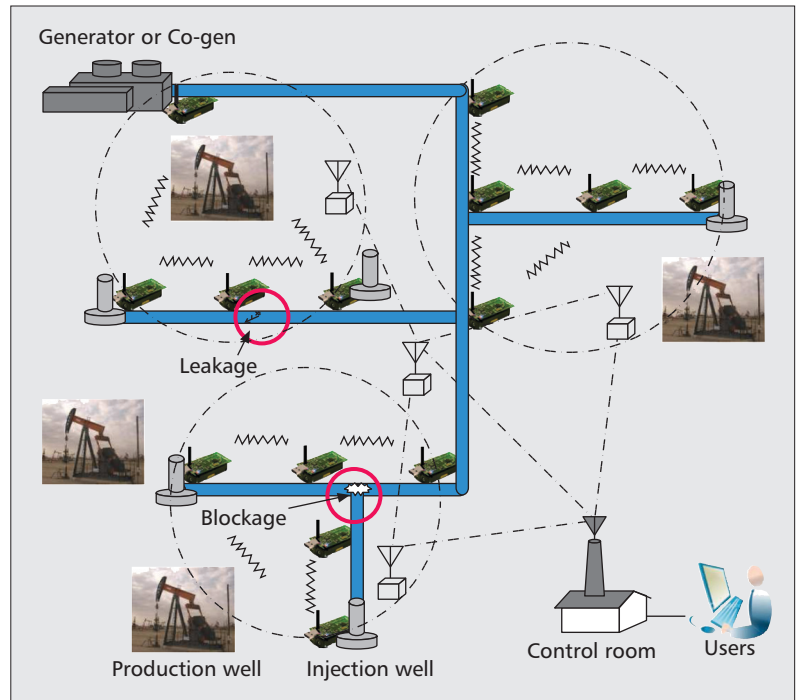 Generator or Co-gen
Leakage
Blockage
Production well
Injection well
Control room
Users